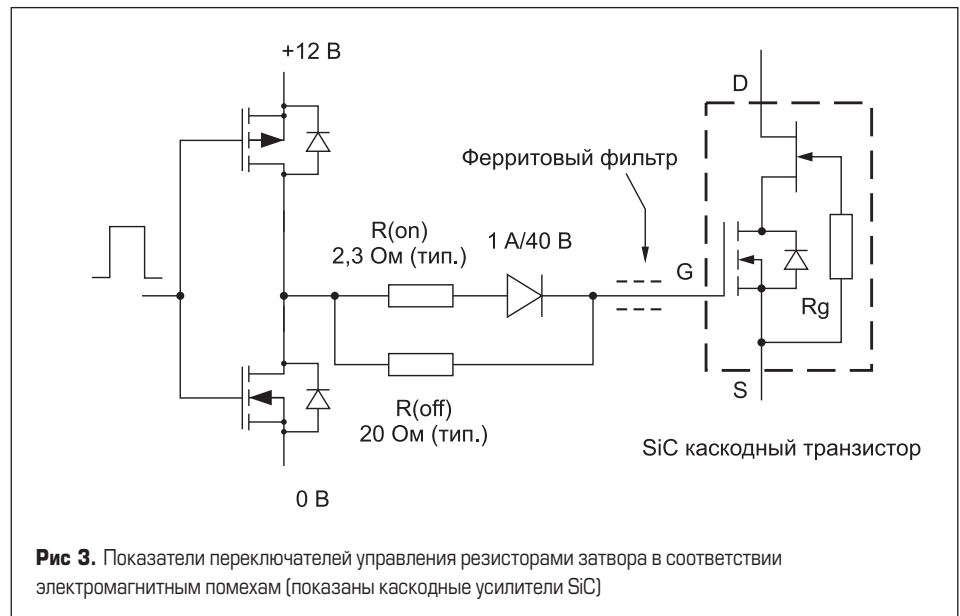 +12 В
D
Ферритовый фильтр
R(on)
2,3 Ом (тип.)
1 А/40 В
G
Rg
R(off)
20 Ом (тип.)
S
SiC каскодный транзистор
0 В
Рис 3. Показатели переключателей управления резисторами затвора в соответствии
электромагнитным помехам (показаны каскодные усилители SiC)